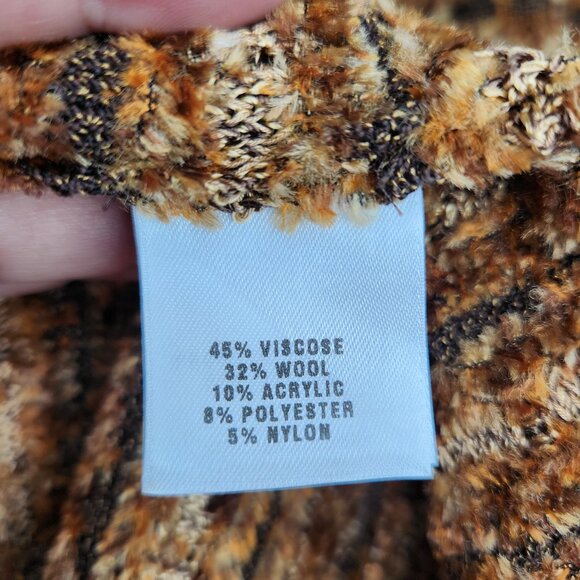 45% VISCOSE
32% WOOL
10% ACRYLIC
8% POLYESTER
5% NYLON